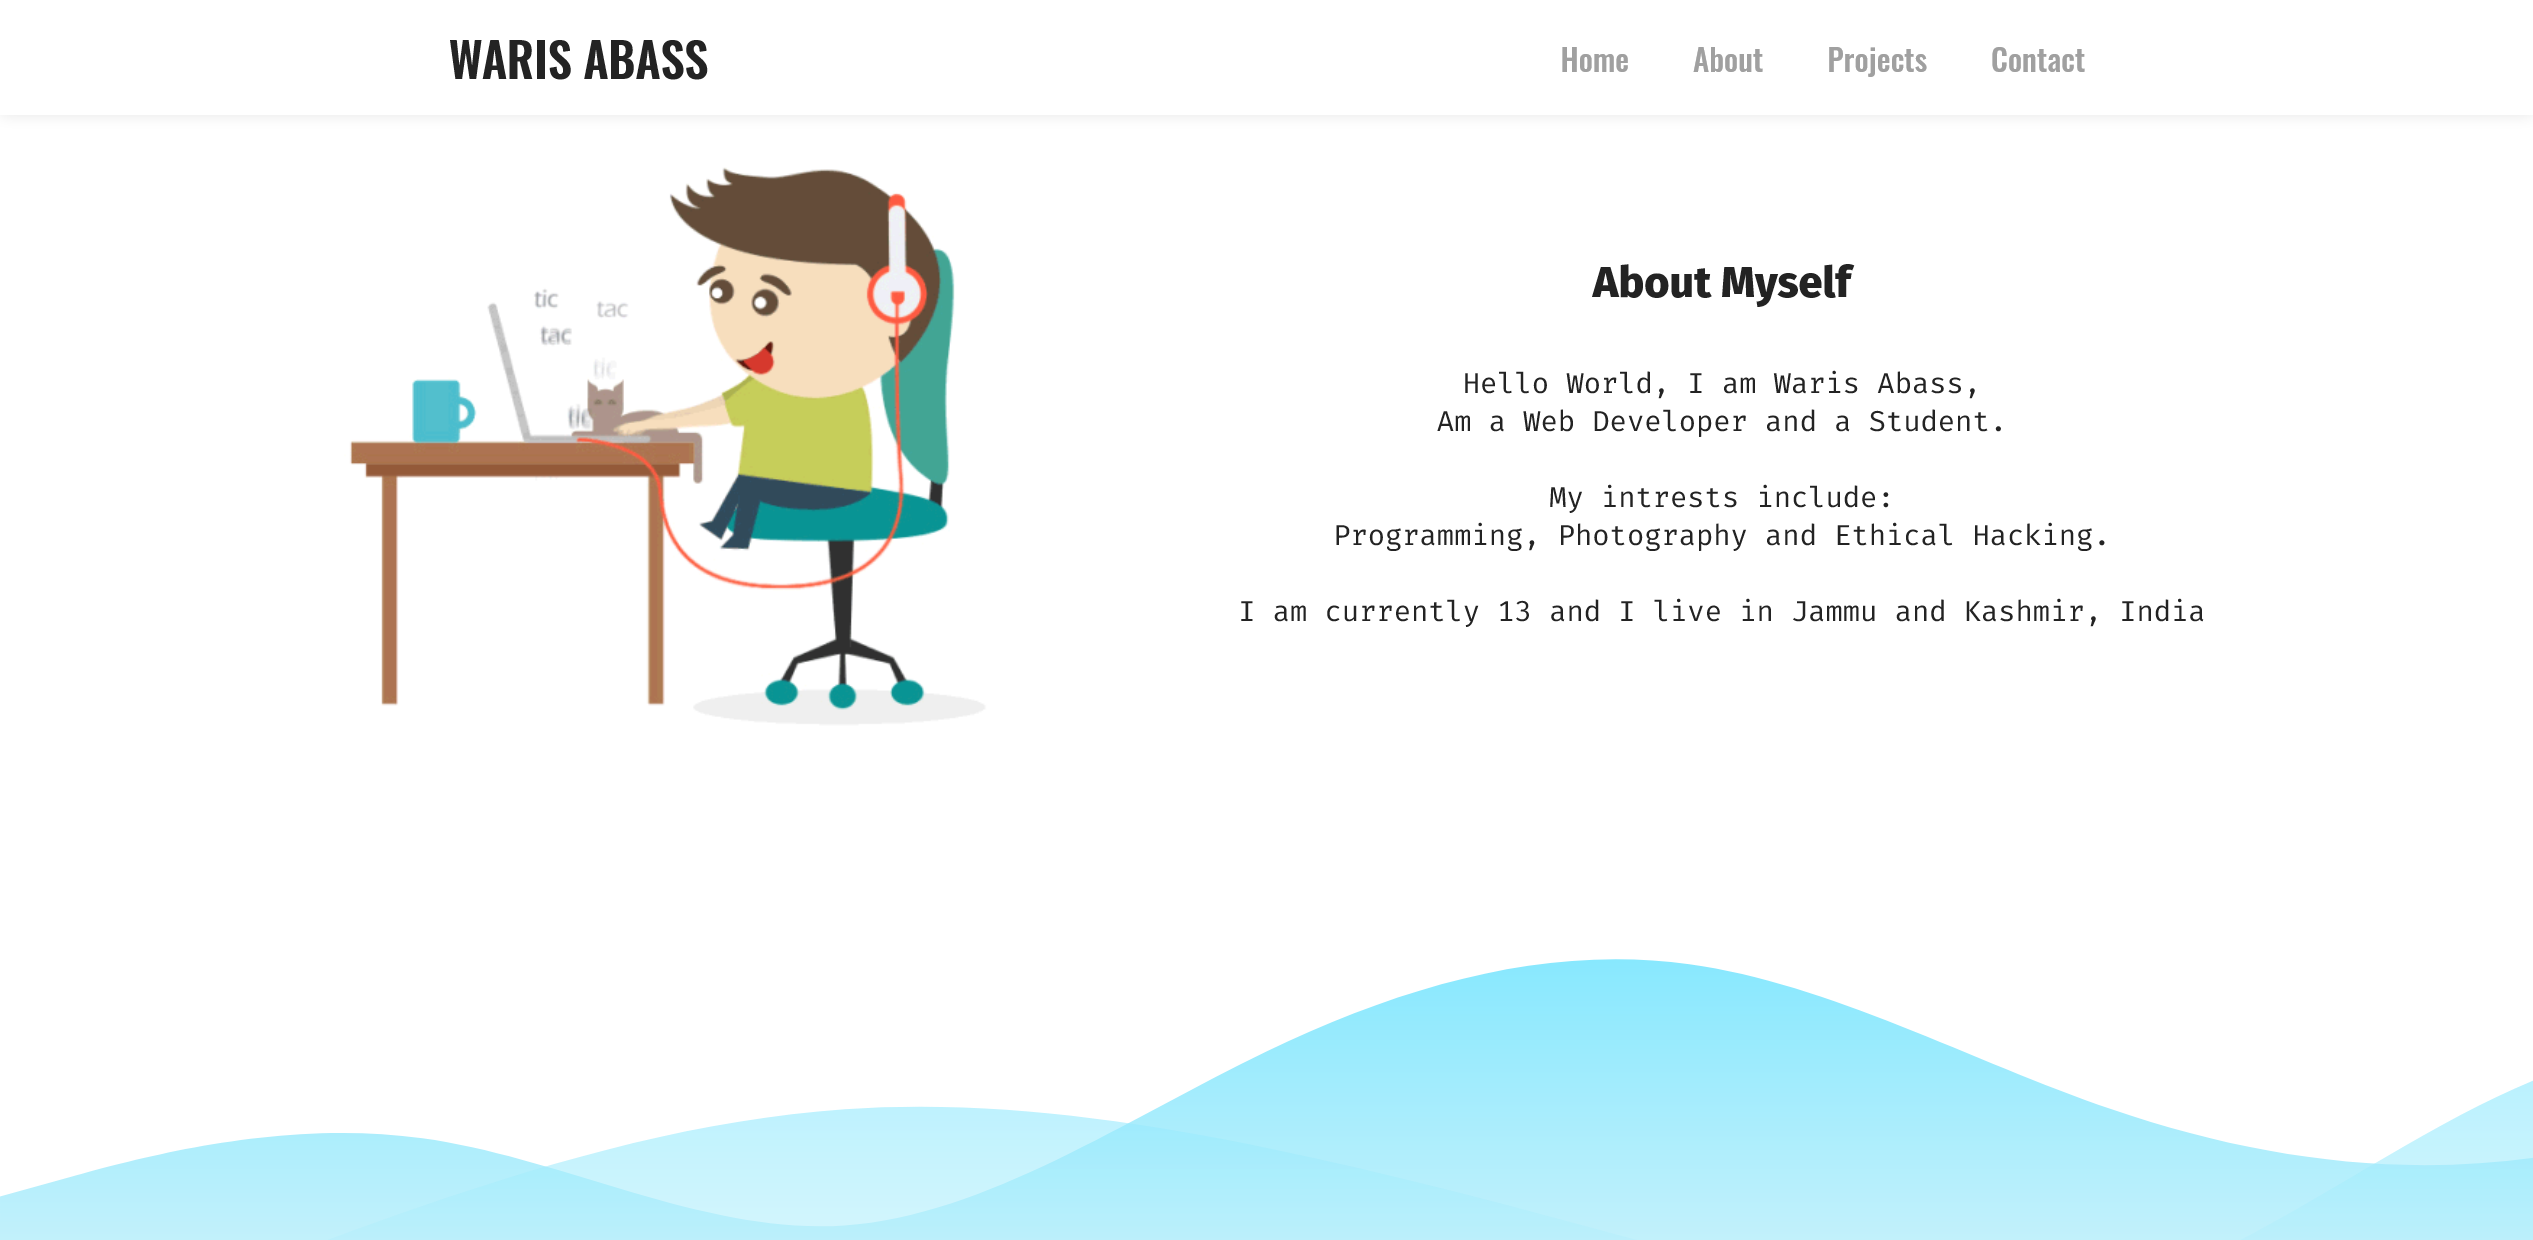 WARIS ABASS
Home About Projects Contact
tic
tac
tac
tic
tic
About Myself
Hello World, I am Waris Abass,
Am a Web Developer and a Student.
My intrests include:
Programming, Photography and Ethical Hacking.
I am currently 13 and I live in Jammu and Kashmir, India